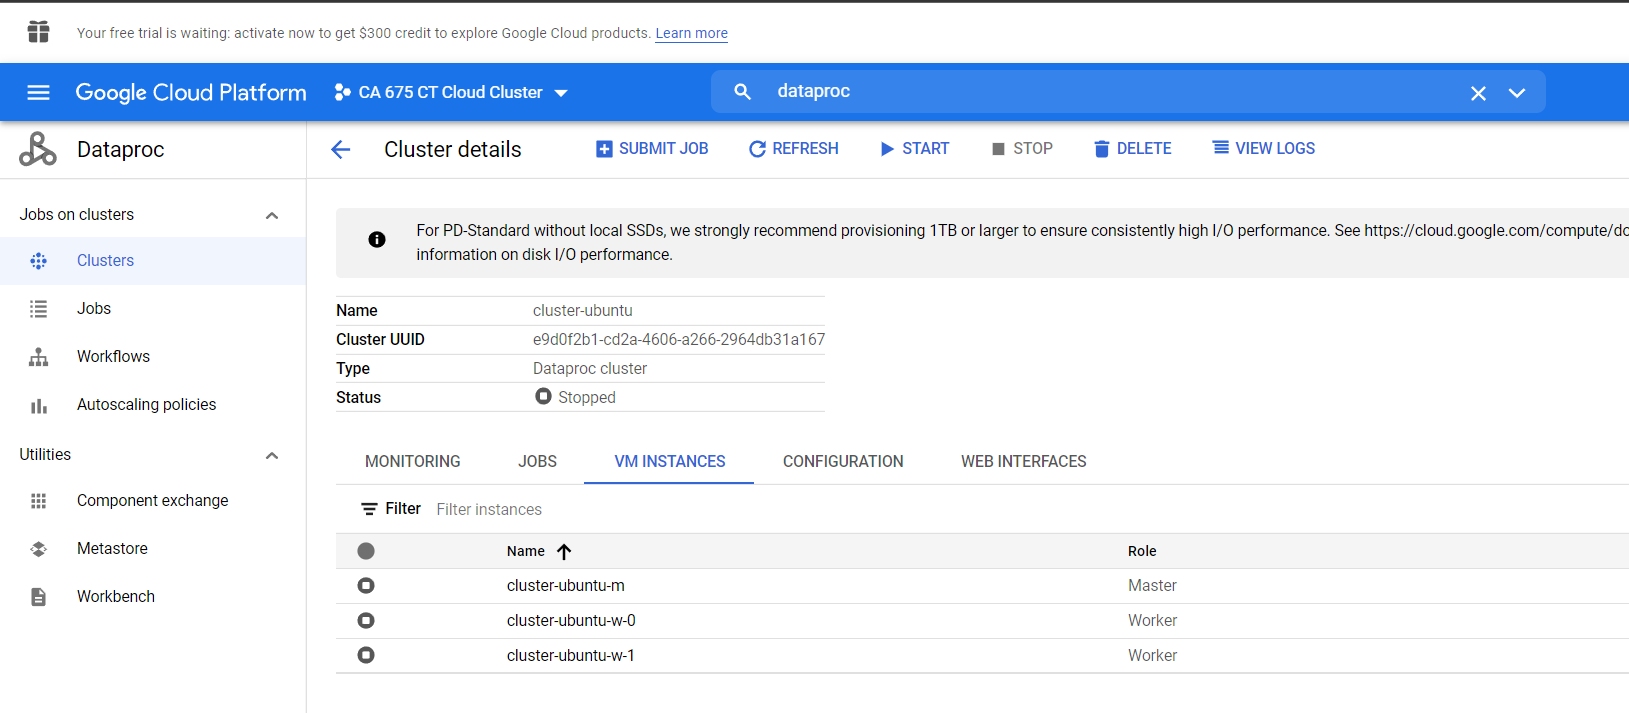 Your free trial is waiting: activate now to get $300 credit to explore Google Cloud products. Learn more
Google Cloud Platform
CA 675 CT Cloud Cluster
dataproc
Dataproc
Cluster details
SUBMIT JOB
REFRESH
START
STOP
DELETE
VIEW LOGS
Jobs on clusters
Clusters
Jobs
Workflows
Autoscaling policies
Utilities
Component exchange
Metastore
Workbench
For PD-Standard without local SSDs, we strongly recommend provisioning 1TB or larger to ensure consistently high I/O performance. See https://cloud.google.com/compute/do
information on disk I/O performance.
Name cluster-ubuntu
Cluster UUID e9d0f2b1-cd2a-4606-a266-2964db31a167
Type Dataproc cluster
Status Stopped
MONITORING JOBS VM INSTANCES CONFIGURATION WEB INTERFACES
Filter Filter instances
Name Role
cluster-ubuntu-m Master
cluster-ubuntu-w-0 Worker
cluster-ubuntu-w-1 Worker